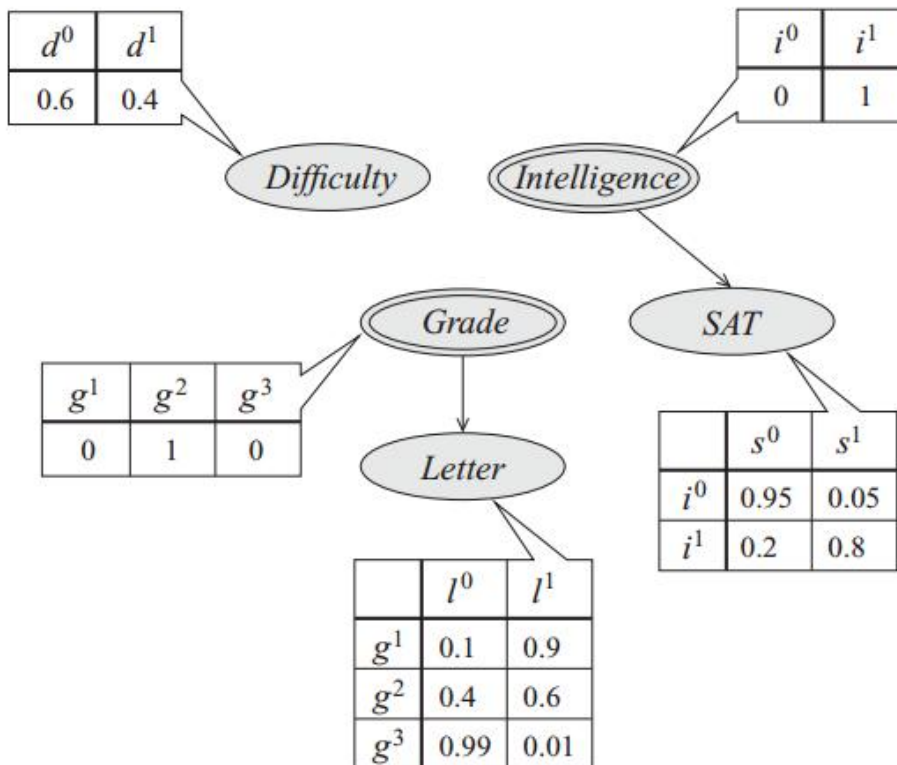 d⁰ d¹
0.6 0.4
i⁰ i¹
0 1
Difficulty
Intelligence
Grade
SAT
g¹ g² g³
0 1 0
Letter
s⁰ s¹
i⁰ 0.95 0.05
i¹ 0.2 0.8
l⁰ l¹
g¹ 0.1 0.9
g² 0.4 0.6
g³ 0.99 0.01